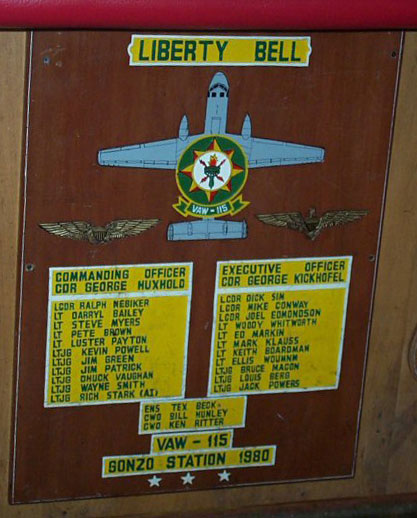 LIBERTY BELL
VAW-115
COMMANDING OFFICER
CDR GEORGE HUXHOLD
LCDR RALPH NEBIKER
LT DARRYL BAILEY
LT STEVE MYERS
LT PETE BROWN
LT LUSTER PAYTON
LTJG KEVIN POWELL
LTJG JIM GREEN
LTJG JIM PATRICK
LTJG CHUCK VAUGHAN
LTJG WAYNE SMITH
LTJG RICH STARK (AI)
EXECUTIVE OFFICER
CDR GEORGE KICKHOFEL
LCDR DICK SIM
LCDR MIKE CONWAY
LCDR JOEL EDMONDSON
LT WOODY WHITWORTH
LT ED MARKIN
LT MARK KLAUSS
LT KEITH BOARDMAN
LT ELLIS
LTJG BRUCE MAGON
LTJG LOUIS BERG
LTJG JACK POWERS
ENS TEX BECK
CWO BILL HUNLEY
CWO KEN RITTER
VAW - 115
GONZO STATION 1980